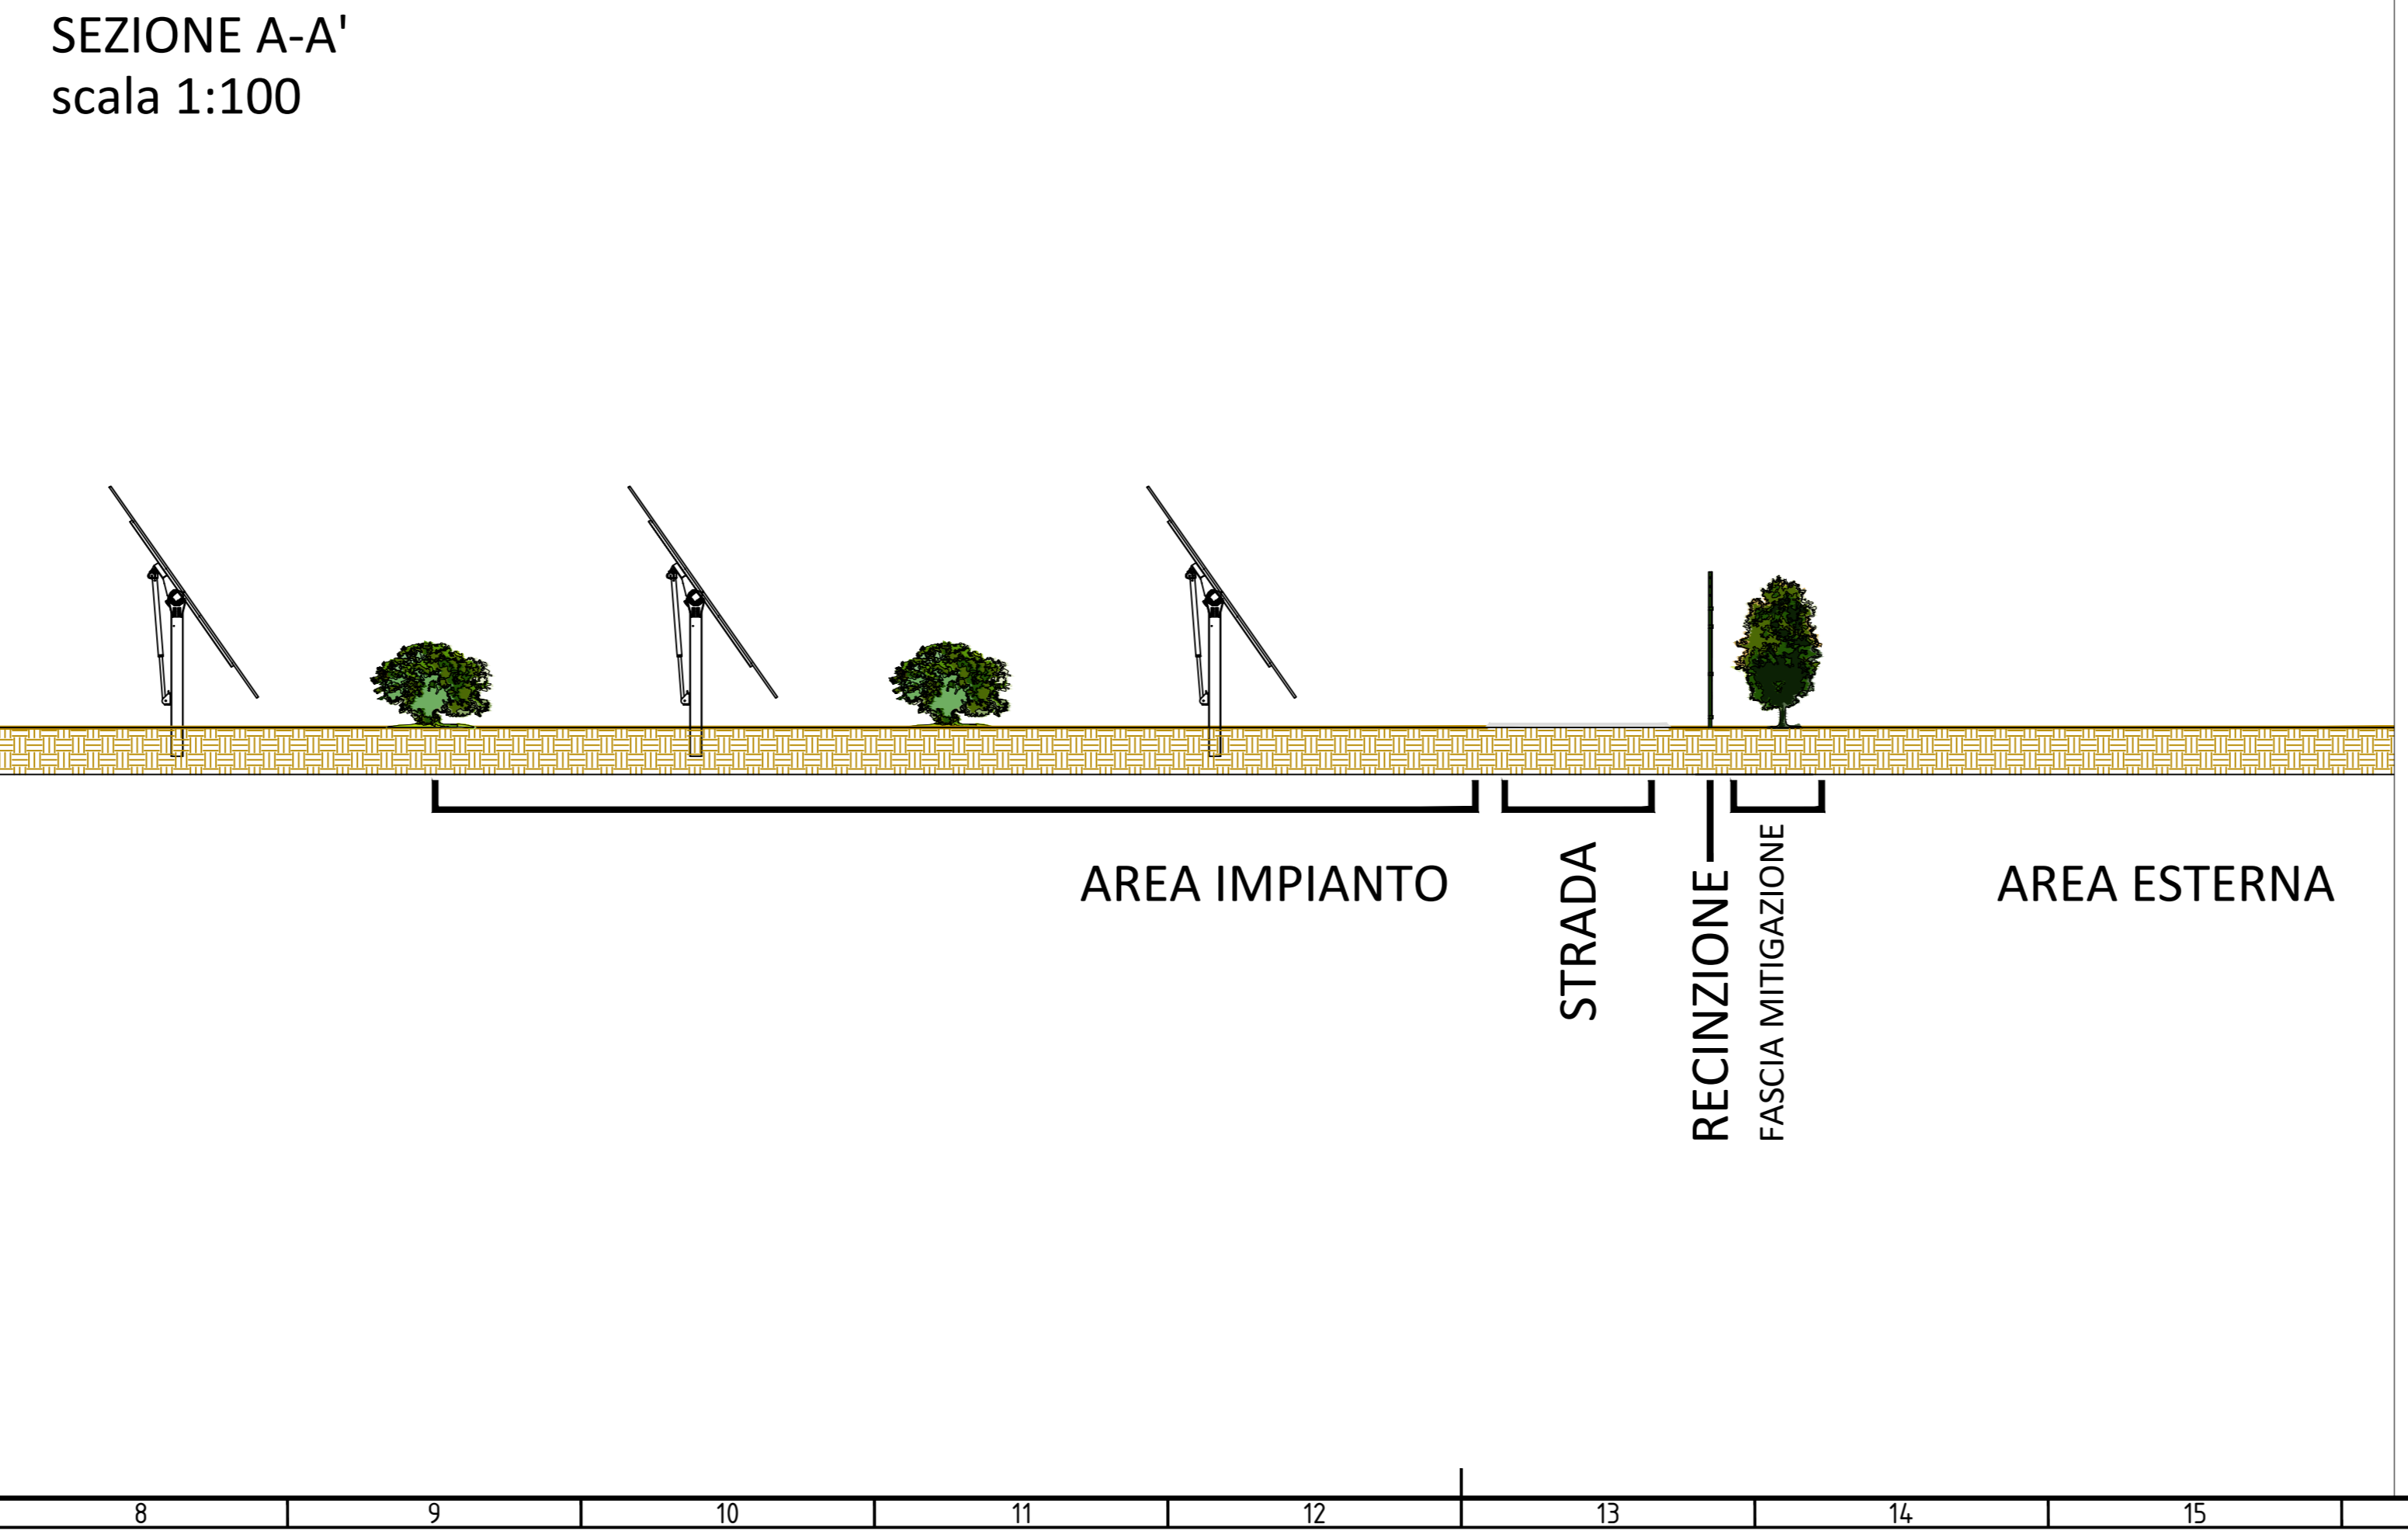 SEZIONE A-A'
scala 1:100
AREA IMPIANTO
STRADA
RECINZIONE
FASCIA MITIGAZIONE
AREA ESTERNA
8 9 10 11 12 13 14 15